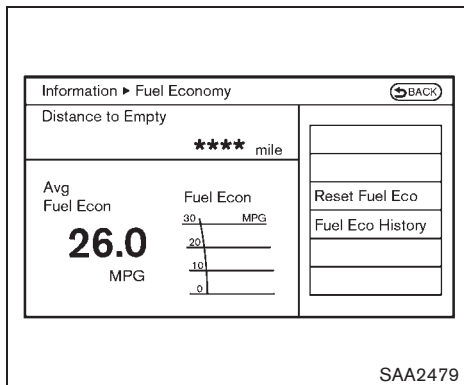 Information ▶ Fuel Economy
BACK
Distance to Empty
**** mile
Avg
Fuel Econ
26.0
MPG
Fuel Econ
30 MPG
20
10
0
Reset Fuel Eco
Fuel Eco History
SAA2479